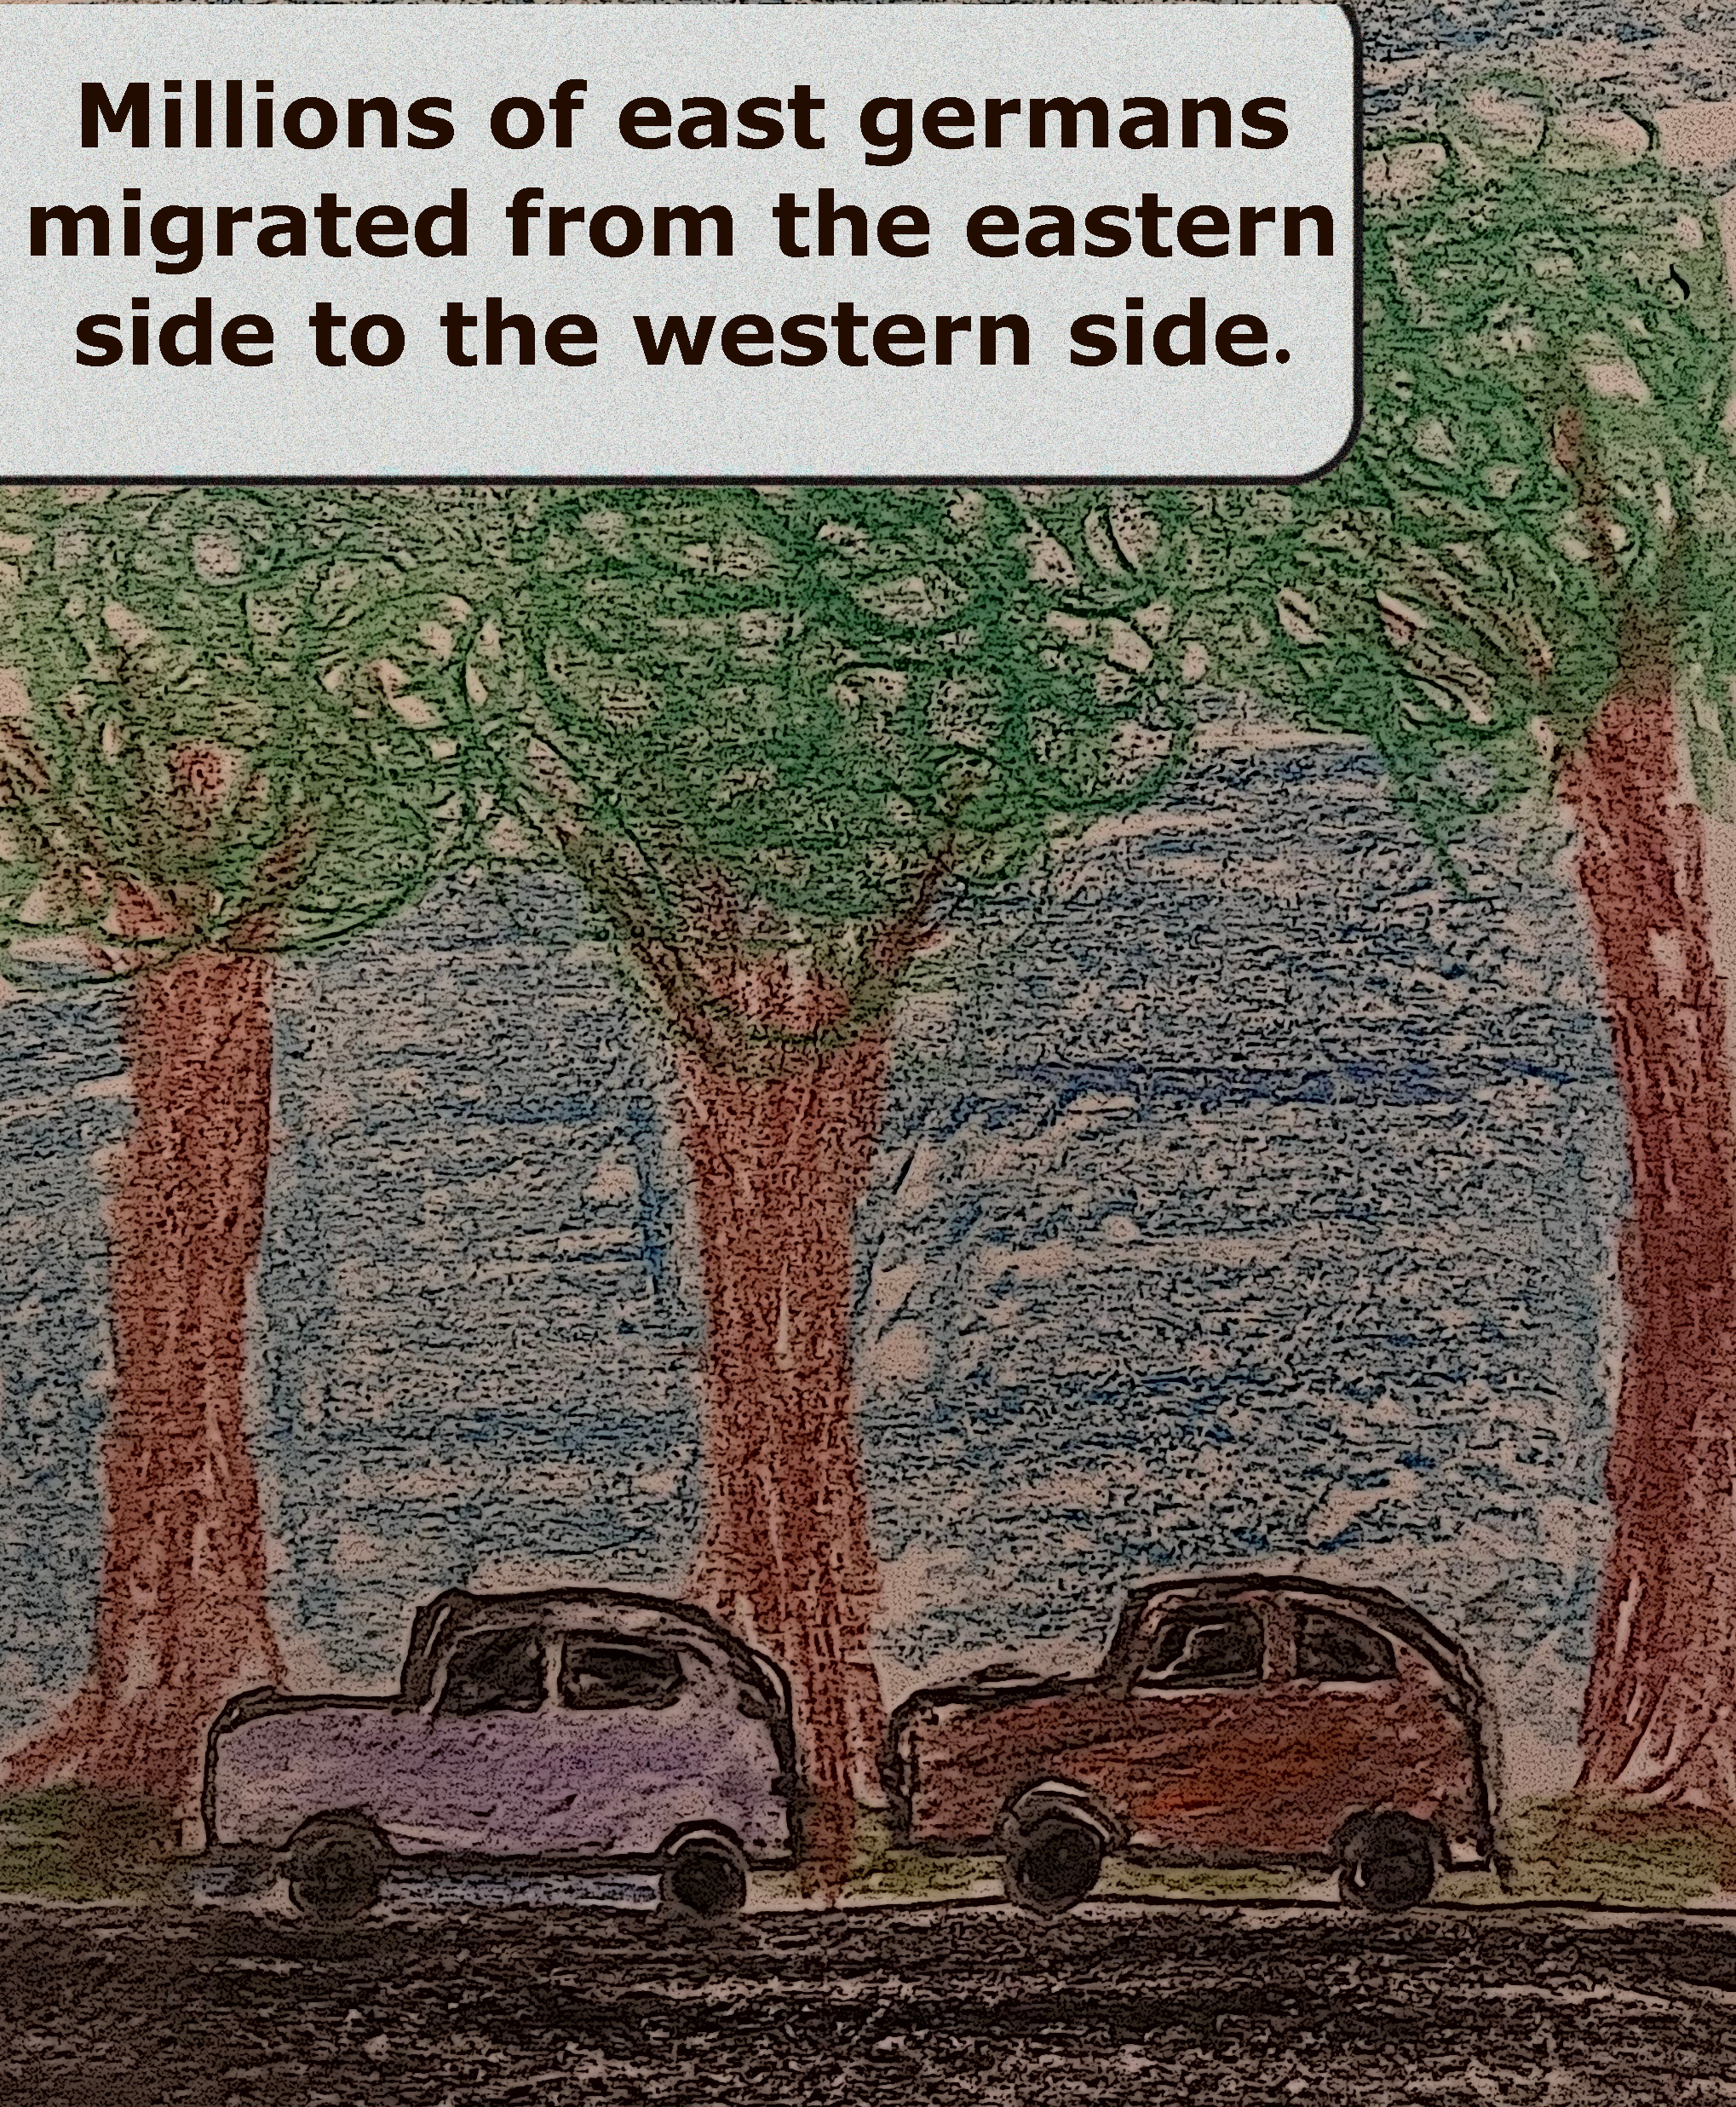 Millions of east germans
migrated from the eastern
side to the western side.